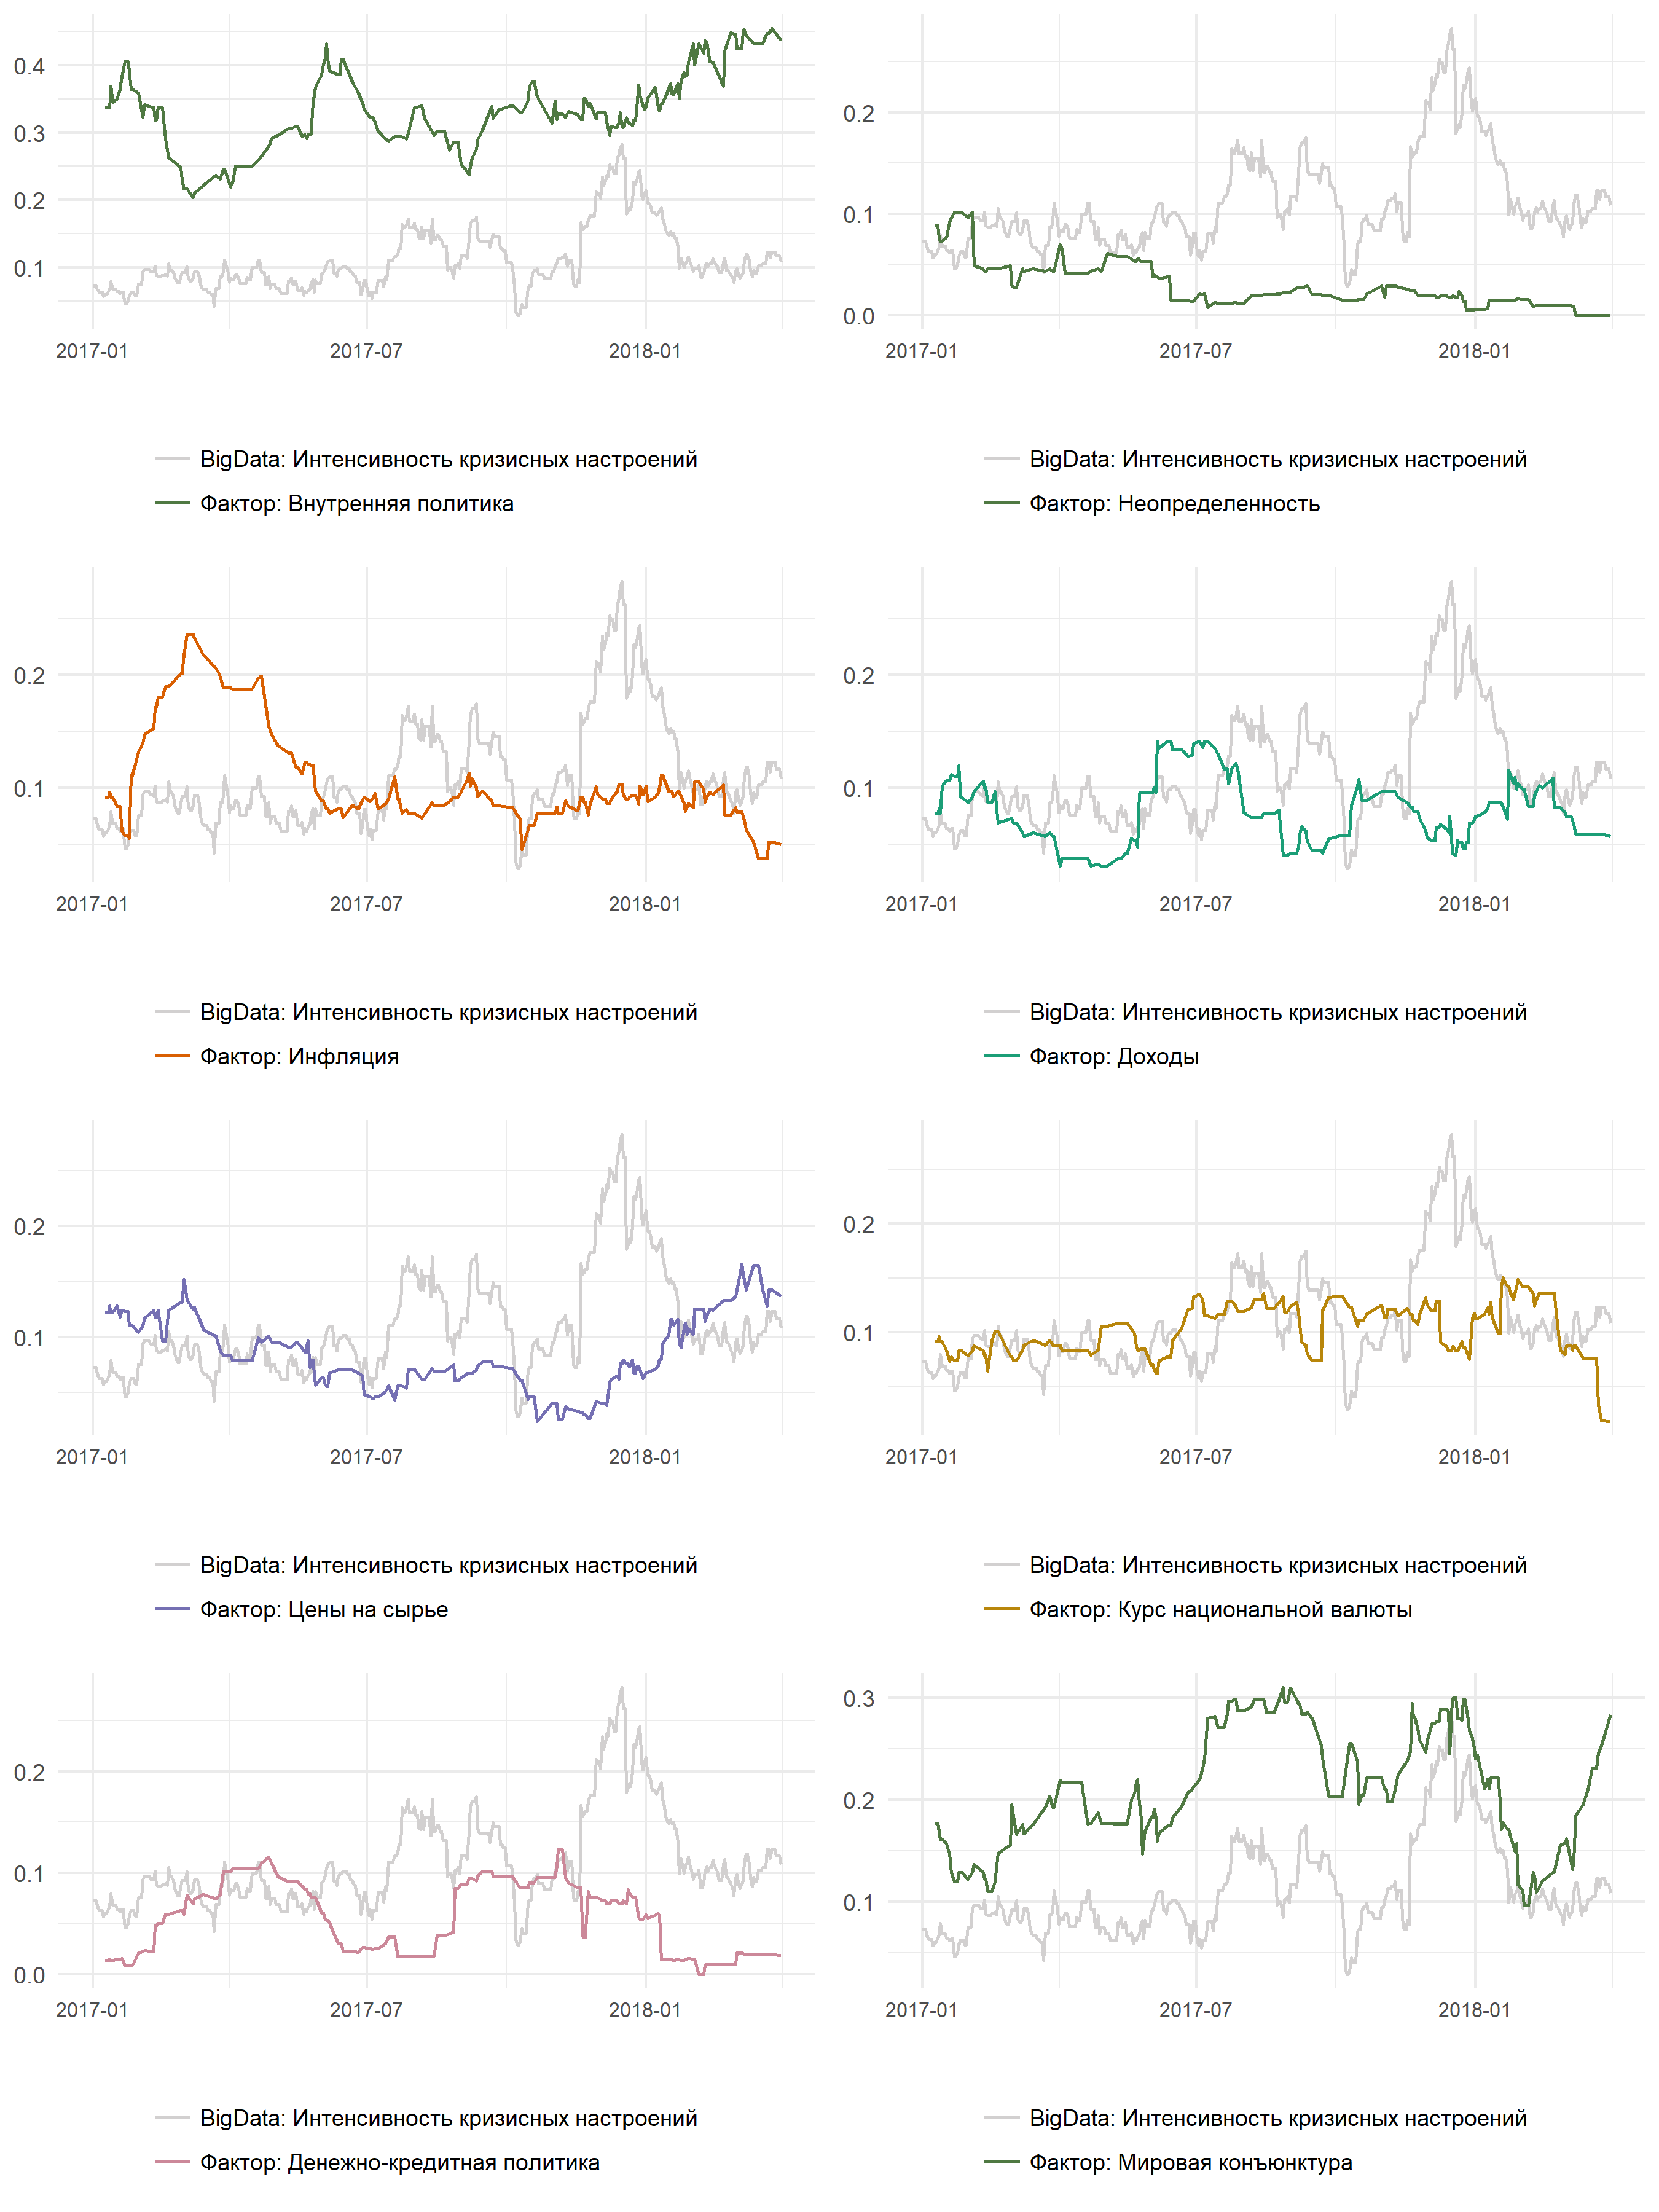 0.4
0.3
0.2
0.1
2017-01 2017-07 2018-01
BigData: Интенсивность кризисных настроений
Фактор: Внутренняя политика
0.2
0.1
0.0
2017-01 2017-07 2018-01
BigData: Интенсивность кризисных настроений
Фактор: Неопределенность
0.2
0.1
2017-01 2017-07 2018-01
BigData: Интенсивность кризисных настроений
Фактор: Инфляция
0.2
0.1
2017-01 2017-07 2018-01
BigData: Интенсивность кризисных настроений
Фактор: Доходы
0.2
0.1
2017-01 2017-07 2018-01
BigData: Интенсивность кризисных настроений
Фактор: Цены на сырье
0.2
0.1
2017-01 2017-07 2018-01
BigData: Интенсивность кризисных настроений
Фактор: Курс национальной валюты
0.2
0.1
0.0
2017-01 2017-07 2018-01
BigData: Интенсивность кризисных настроений
Фактор: Денежно-кредитная политика
0.3
0.2
0.1
2017-01 2017-07 2018-01
BigData: Интенсивность кризисных настроений
Фактор: Мировая конъюнктура